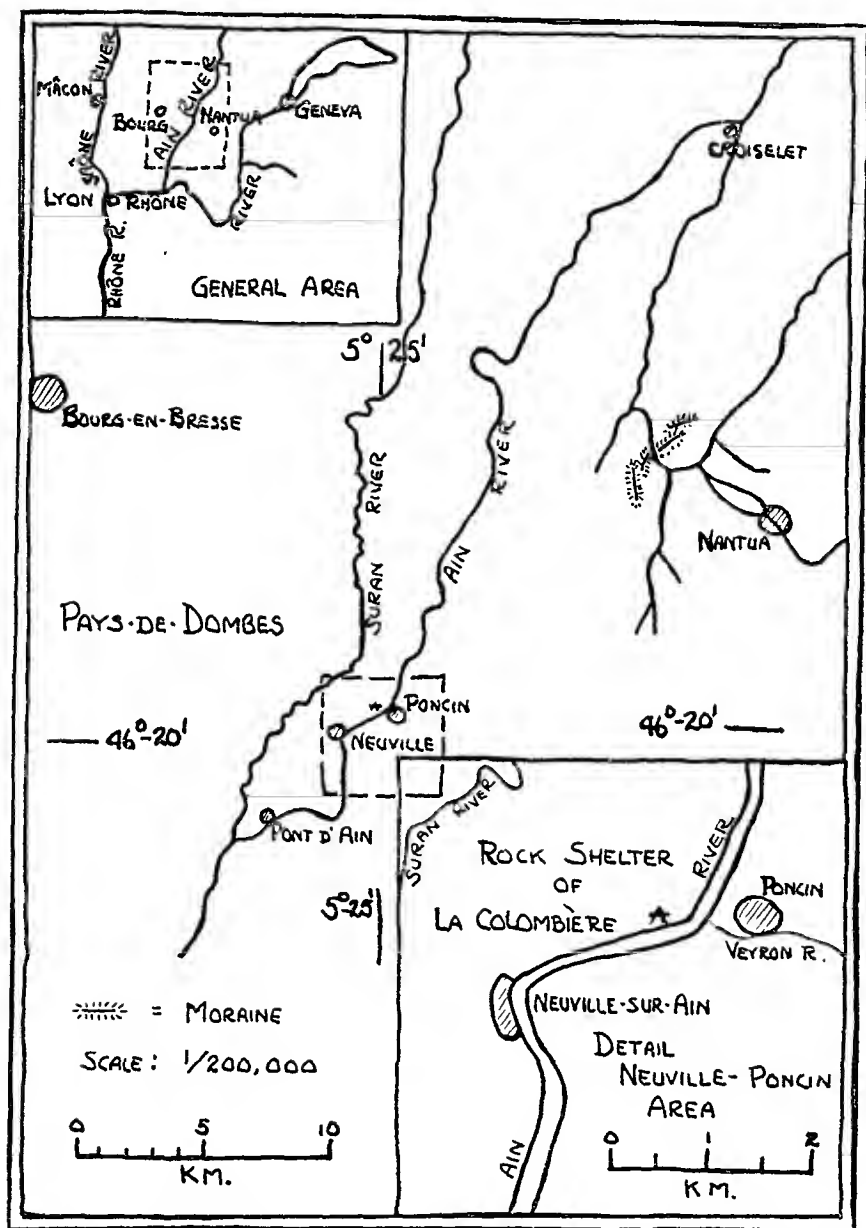 MÂCON
SAÔNE RIVER
BOURG
AIN RIVER
NANTUA
GENEVA
LYON
RHÔNE
RIVER
RHÔNE R.
GENERAL AREA
CROISELET
5° 25'
BOURG-EN-BRESSE
SURAN RIVER
AIN RIVER
NANTUA
PAYS-DE-DOMBES
PONCIN
NEUVILLE
46°-20'
46°-20'
PONT D'AIN
5°-25'
SURAN RIVER
ROCK SHELTER
OF
LA COLOMBIÈRE
RIVER
PONCIN
VEYRON R.
NEUVILLE-SUR-AIN
DETAIL
NEUVILLE-PONCIN
AREA
AIN
0 1 2
KM.
= MORAINE
SCALE: 1/200,000
0 5 10
KM.